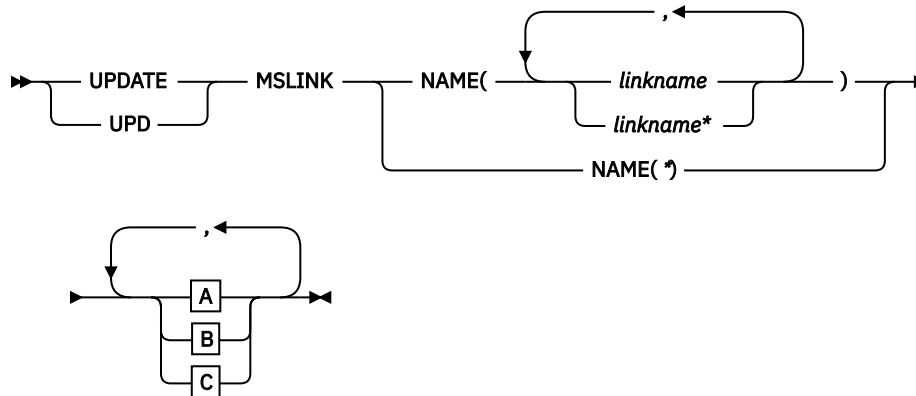 ,
UPDATE MSLINK NAME( linkname )
UPD linkname*
NAME( *)
,
A
B
C